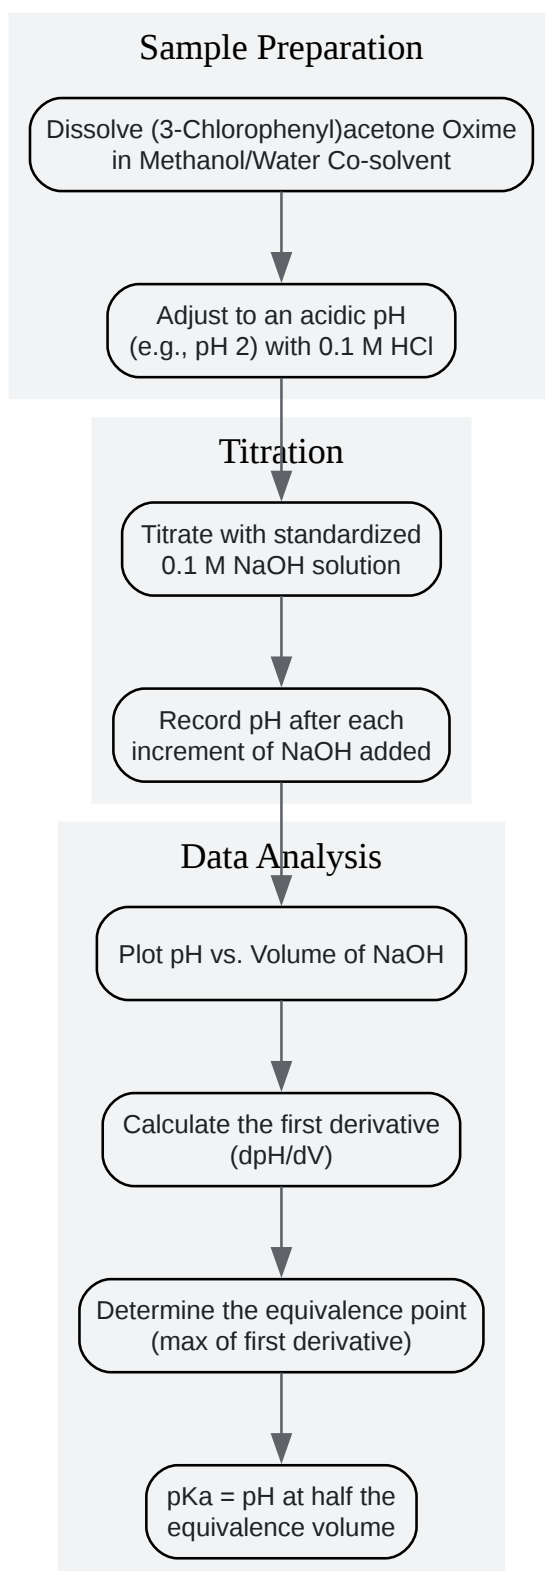 Sample Preparation
Dissolve (3-Chlorophenyl)acetone Oxime
in Methanol/Water Co-solvent
Adjust to an acidic pH
(e.g., pH 2) with 0.1 M HCl
Titration
Titrate with standardized
0.1 M NaOH solution
Record pH after each
increment of NaOH added
Data Analysis
Plot pH vs. Volume of NaOH
Calculate the first derivative
(dpH/dV)
Determine the equivalence point
(max of first derivative)
pKa = pH at half the
equivalence volume